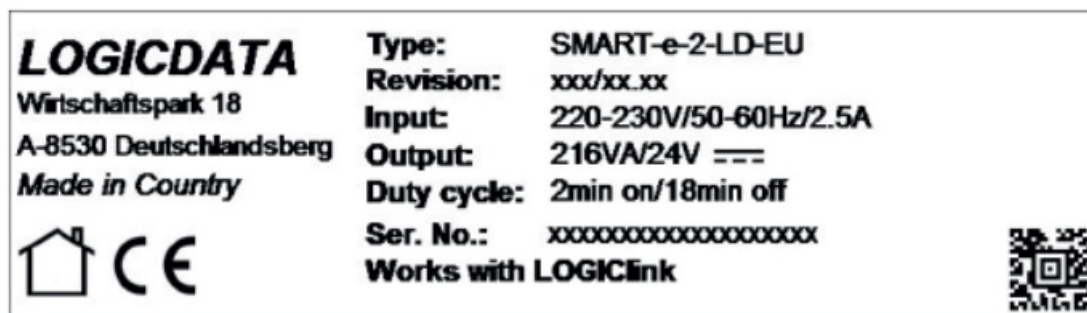 LOGICDATA
Wirtschaftspark 18
A-8530 Deutschlandsberg
Made in Country
CE
Type: SMART-e-2-LD-EU
Revision: xxx/xx.xx
Input: 220-230V/50-60Hz/2.5A
Output: 216VA/24V ⎓
Duty cycle: 2min on/18min off
Ser. No.: xxxxxxxxxxxxxxxxxxx
Works with LOGIClink